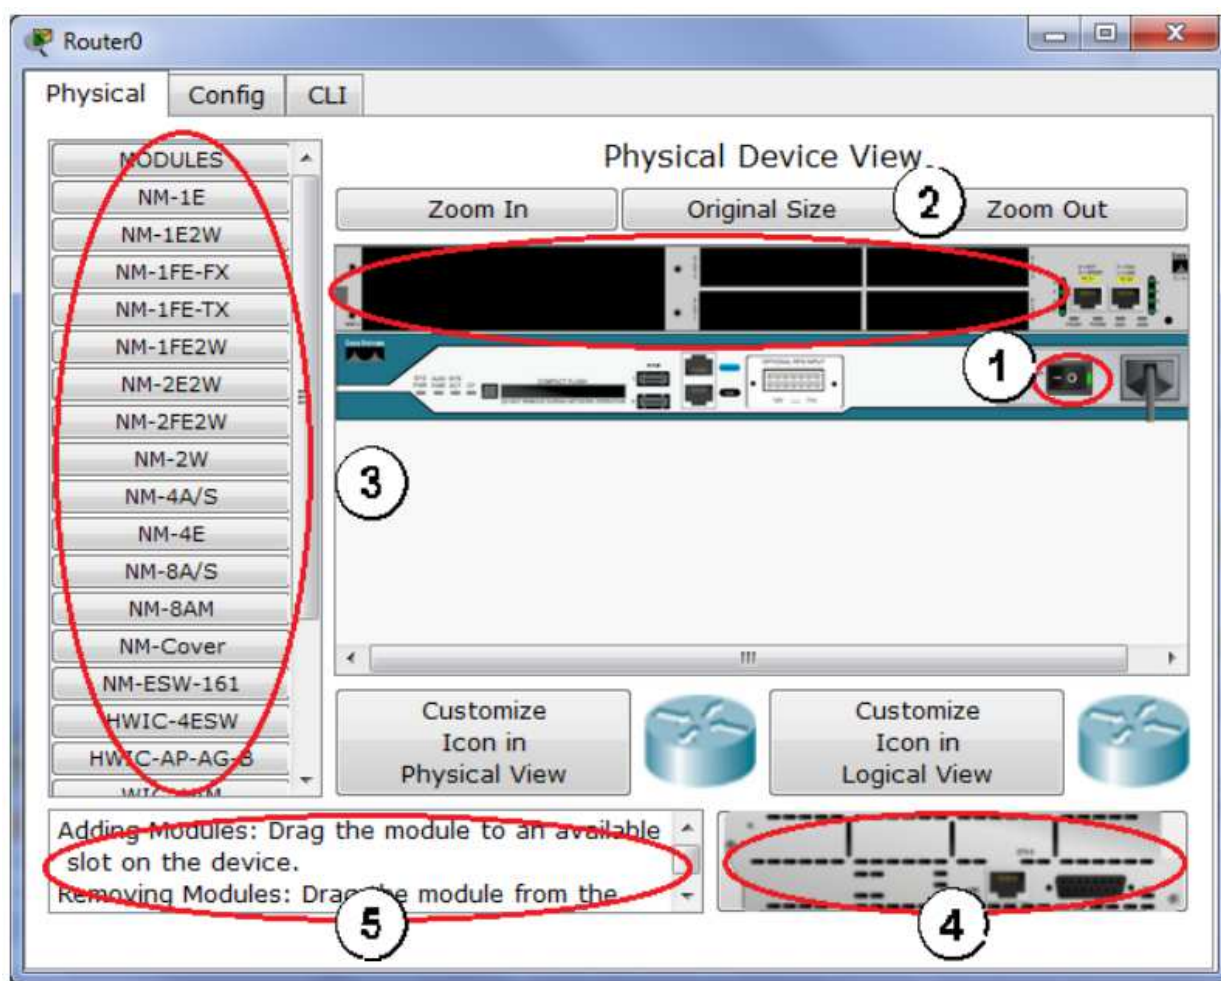 Router0
Physical Config CLI
MODULES
NM-1E
NM-1E2W
NM-1FE-FX
NM-1FE-TX
NM-1FE2W
NM-2E2W
NM-2FE2W
NM-2W
NM-4A/S
NM-4E
NM-8A/S
NM-8AM
NM-Cover
NM-ESW-161
HWIC-4ESW
HWIC-AP-AG-B
Physical Device View
Zoom In Original Size Zoom Out
2
1
COMPACT FLASH
3
Customize
Icon in
Physical View
Customize
Icon in
Logical View
Adding Modules: Drag the module to an available
slot on the device.
Removing Modules: Drag the module from the
5
4